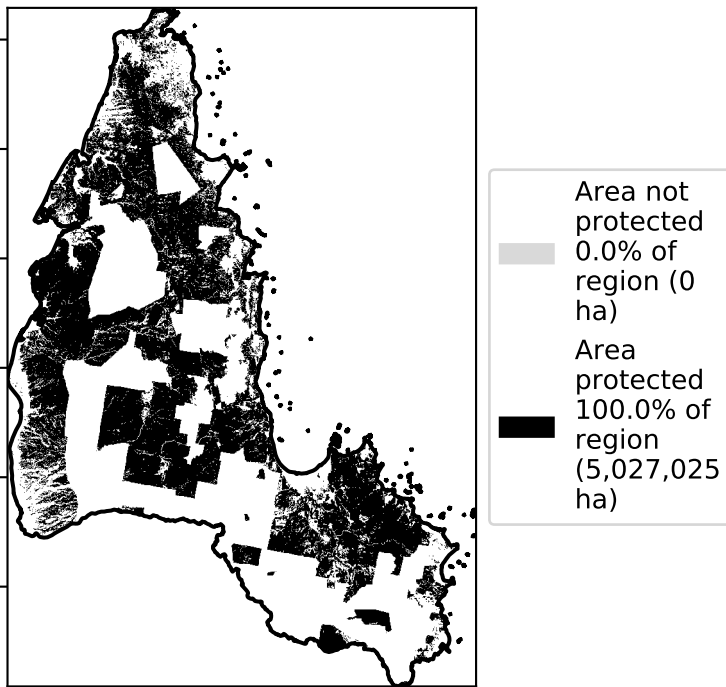 Area not
protected
0.0% of
region (0
ha)
Area
protected
100.0% of
region
(5,027,025
ha)